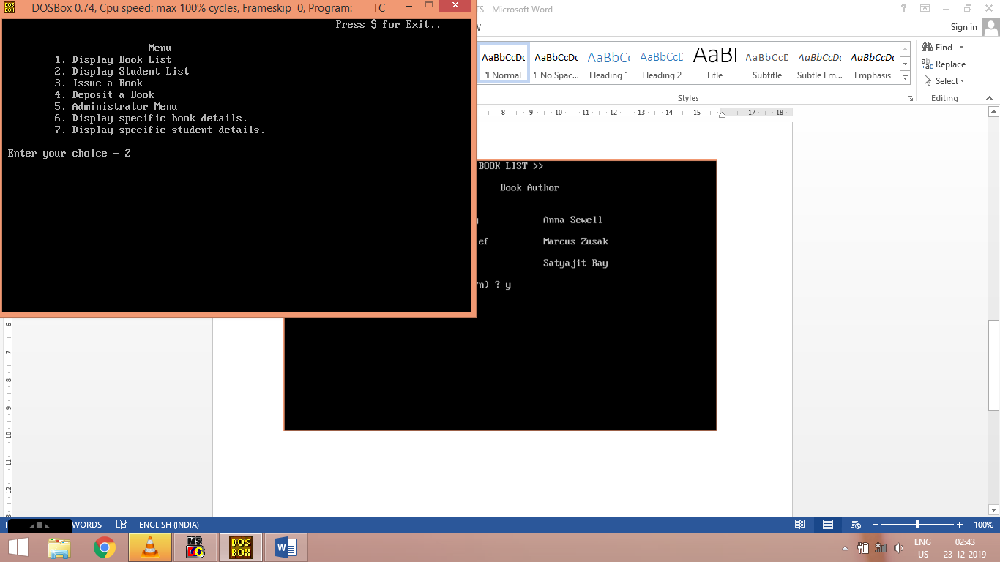 DOSBox 0.74, Cpu speed: max 100% cycles, Frameskip 0, Program: TC
TS - Microsoft Word
Sign in
Press $ for Exit..
Menu
1. Display Book List
2. Display Student List
3. Issue a Book
4. Deposit a Book
5. Administrator Menu
6. Display specific book details.
7. Display specific student details.
Enter your choice - 2
AaBbCcDc AaBbCcDc AaBbCc AaBbCcD AaBl AaBbCcD AaBbCcDc AaBbCcDc
¶ Normal ¶ No Spac... Heading 1 Heading 2 Title Subtitle Subtle Em... Emphasis
Styles
Find
Replace
Select
Editing
8 9 10 11 12 13 14 15 17 18
BOOK LIST >>
Book Author
y Anna Sewell
ief Marcus Zusak
Satyajit Ray
/n) ? y
6
7
8
9
10
11
12
WORDS ENGLISH (INDIA)
100%
MS
DOS
BOX
ENG
US
02:43
23-12-2019